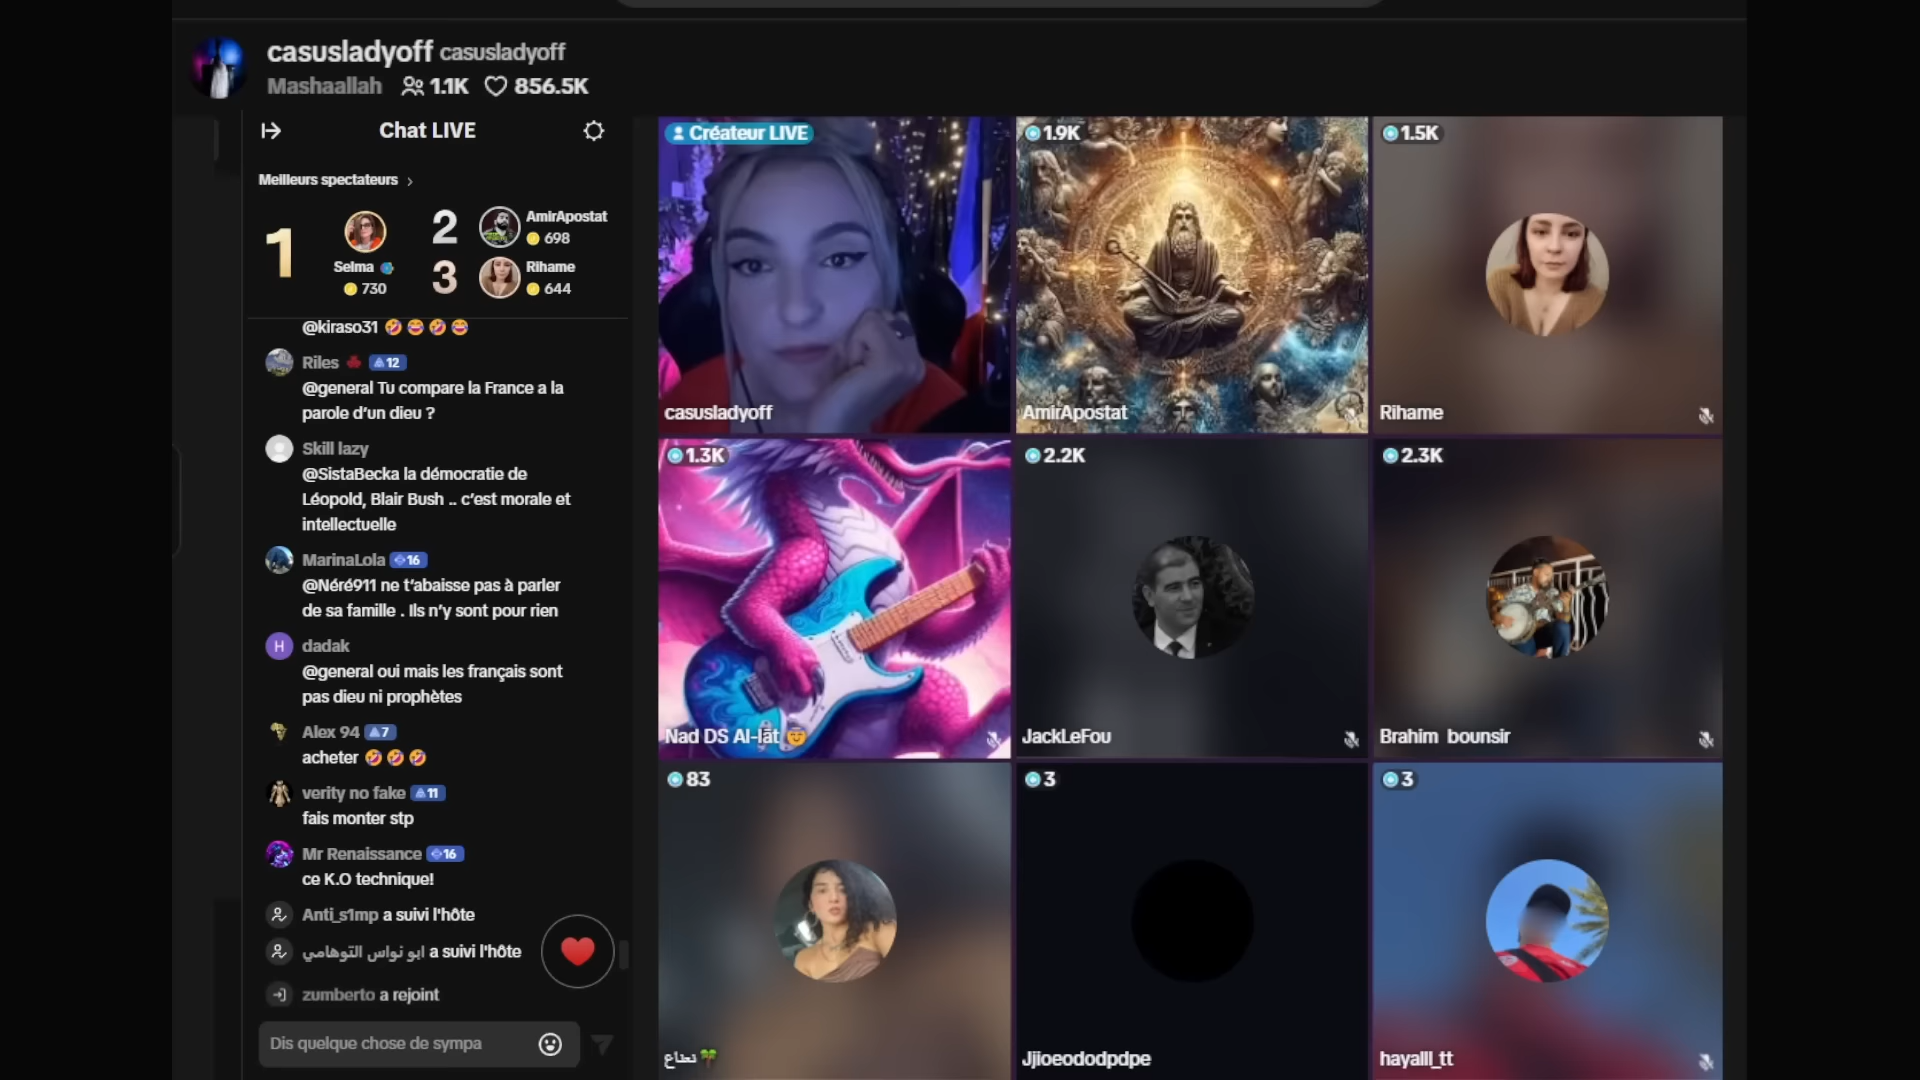 casusladyoff casusladyoff
Mashaallah 1.1K 856.5K
Chat LIVE
Meilleurs spectateurs
1
Selma
730
2
AmirApostat
698
3
Rihame
644
@kiraso31 🤣😂🤣😂
Riles 12
@general Tu compare la France a la
parole d'un dieu ?
Skill lazy
@SistaBecka la démocratie de
Léopold, Blair Bush .. c'est morale et
intellectuelle
MarinaLola 16
@Néré911 ne t'abaisse pas à parler
de sa famille . Ils n'y sont pour rien
H
dadak
@general oui mais les français sont
pas dieu ni prophètes
Alex 94 7
acheter 🤣🤣🤣
verity no fake 11
fais monter stp
Mr Renaissance 16
ce K.O technique!
Anti_s1mp a suivi l'hôte
ابو نواس التوهامي a suivi l'hôte
zumberto a rejoint
Dis quelque chose de sympa
Créateur LIVE
casusladyoff
1.9K
AmirApostat
1.5K
Rihame
1.3K
Nad DS Al-lāt
2.2K
JackLeFou
2.3K
Brahim bounsir
83
نعناع🌴
3
Jjioeododpdpe
3
hayalll_tt